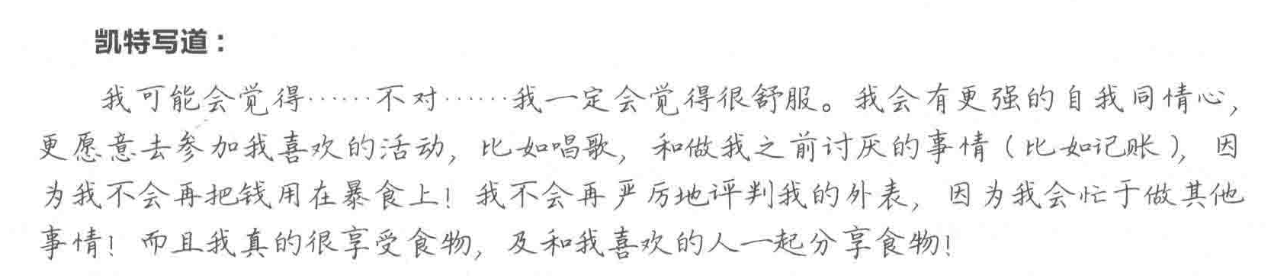 凯特写道：
我可能会觉得……不对……我一定会觉得很舒服。我会有更强的自我同情心，
更愿意去参加我喜欢的活动，比如唱歌，和做我之前讨厌的事情（比如记账），因
为我不会再把钱用在暴食上！我不会再严厉地评判我的外表，因为我会忙于做其他
事情！而且我真的很享受食物，及和我喜欢的人一起分享食物！